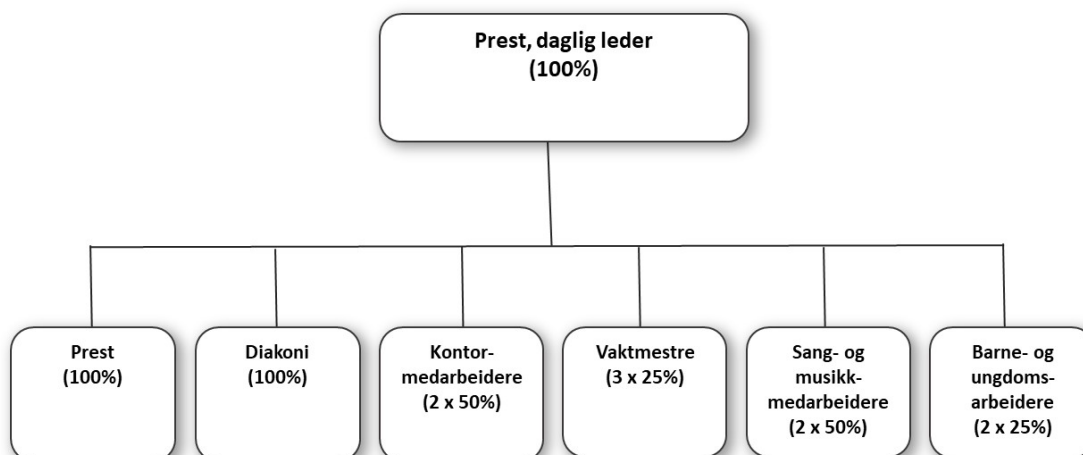 Prest, daglig leder
(100%)
Prest
(100%)
Diakoni
(100%)
Kontor-
medarbeidere
(2 x 50%)
Vaktmestre
(3 x 25%)
Sang- og
musikk-
medarbeidere
(2 x 50%)
Barne- og
ungdoms-
arbeidere
(2 x 25%)